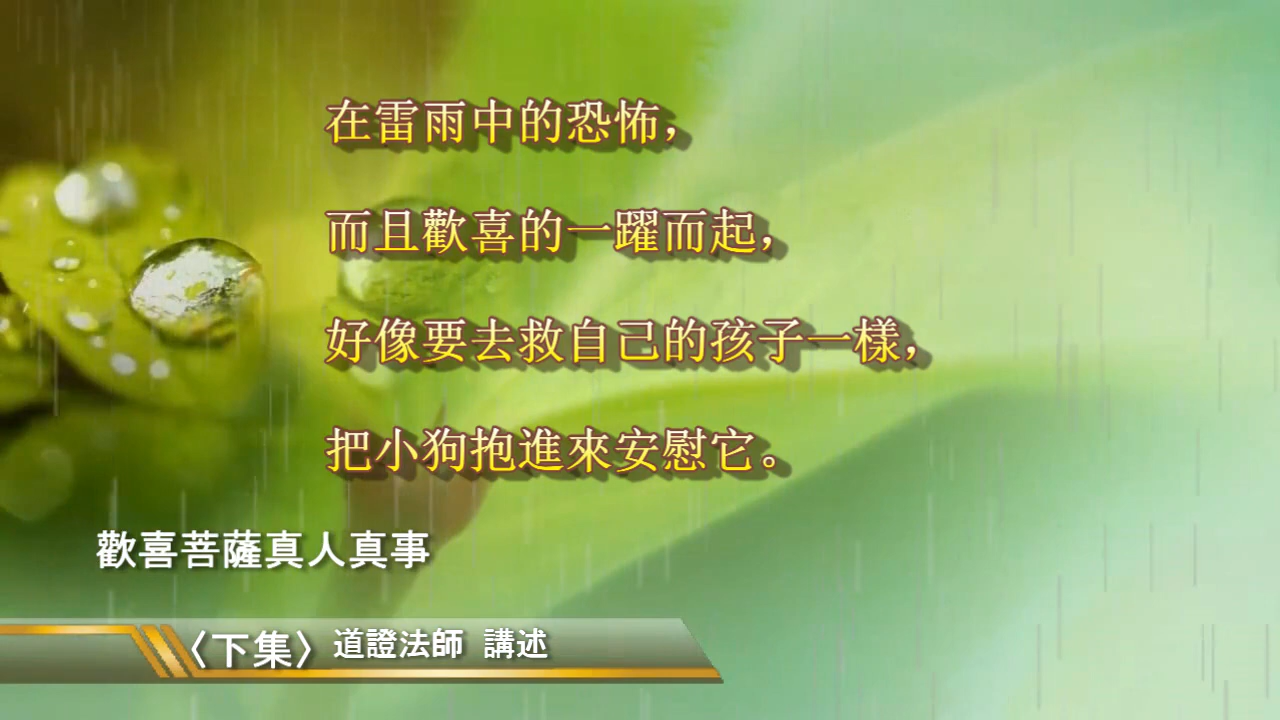 在雷雨中的恐怖，
而且歡喜的一躍而起，
好像要去救自己的孩子一樣，
把小狗抱進來安慰它。
歡喜菩薩真人真事
〈下集〉道證法師 講述